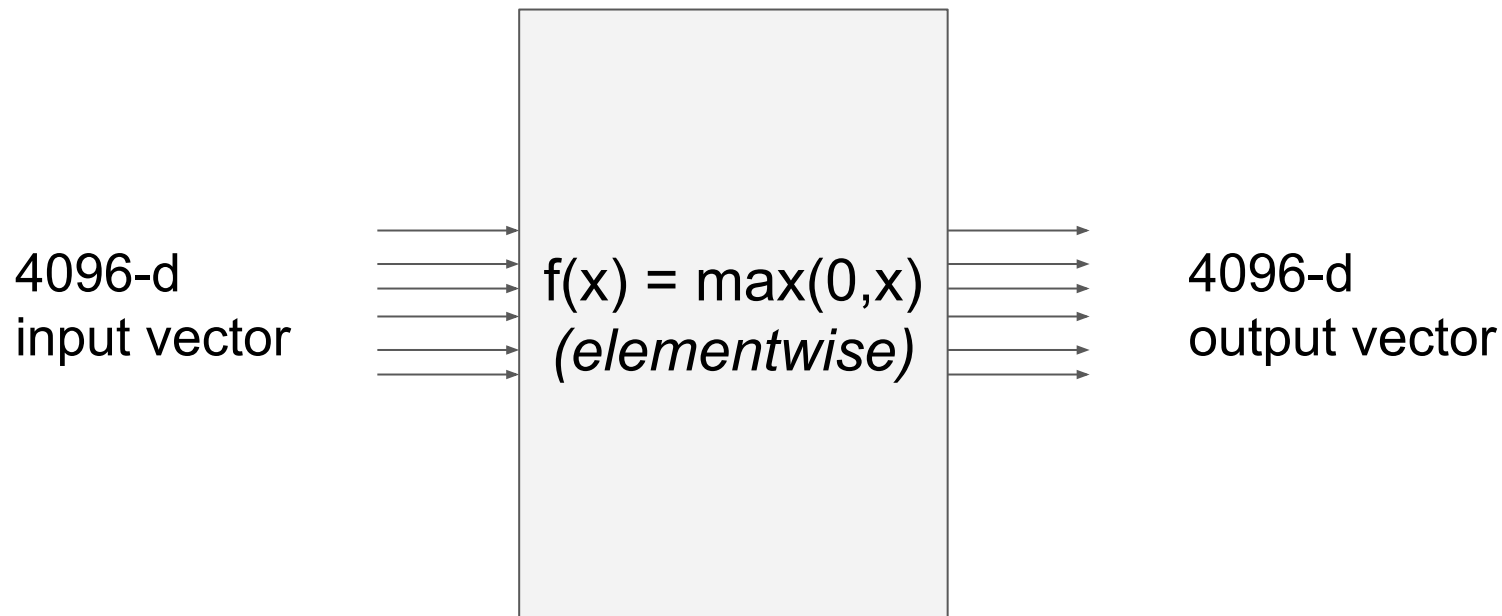 4096-d
input vector
f(x) = max(0,x)
(elementwise)
4096-d
output vector